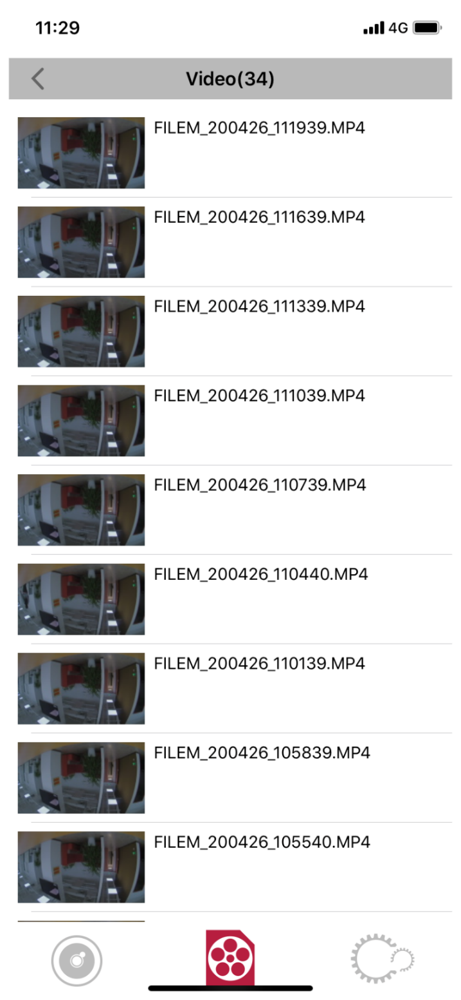 11:29
4G
Video(34)
FILEM_200426_111939.MP4
FILEM_200426_111639.MP4
FILEM_200426_111339.MP4
FILEM_200426_111039.MP4
FILEM_200426_110739.MP4
FILEM_200426_110440.MP4
FILEM_200426_110139.MP4
FILEM_200426_105839.MP4
FILEM_200426_105540.MP4